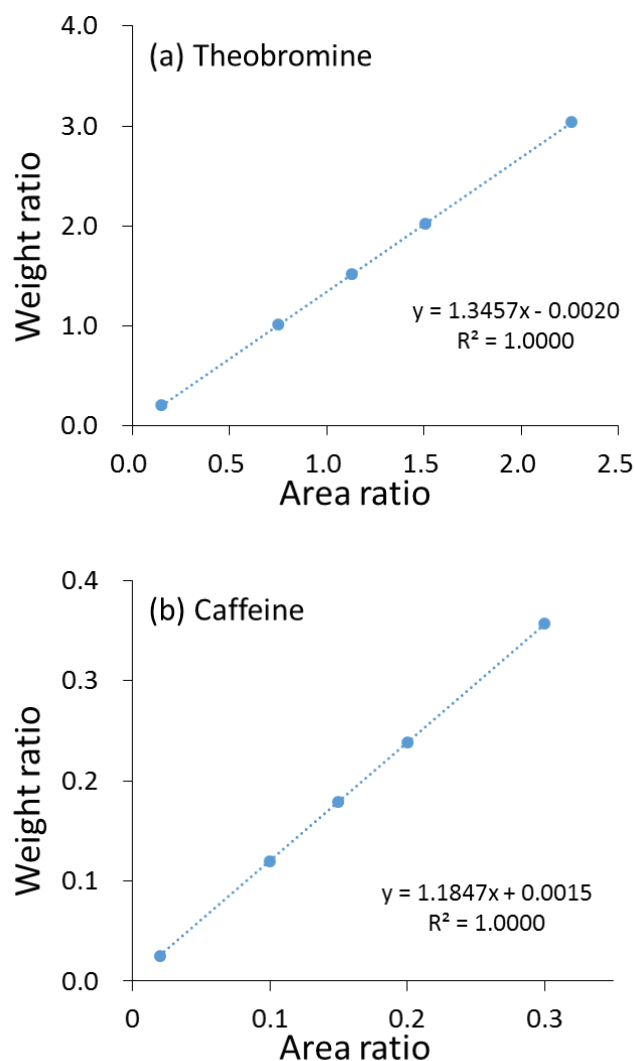 (a) Theobromine
4.0
3.0
2.0
1.0
0.0
Weight ratio
y = 1.3457x - 0.0020
R² = 1.0000
0.0 0.5 1.0 1.5 2.0 2.5
Area ratio
(b) Caffeine
0.4
0.3
0.2
0.1
0.0
Weight ratio
y = 1.1847x + 0.0015
R² = 1.0000
0 0.1 0.2 0.3
Area ratio